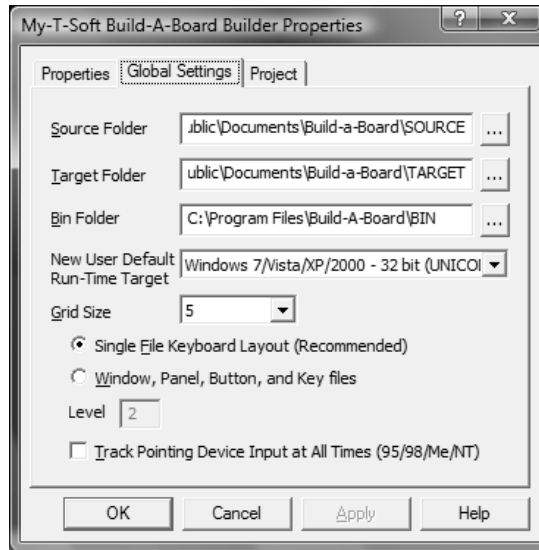 My-T-Soft Build-A-Board Builder Properties
? X
Properties Global Settings Project
Source Folder ublic\Documents\Build-a-Board\SOURCE ...
Target Folder ublic\Documents\Build-a-Board\TARGET ...
Bin Folder C:\Program Files\Build-A-Board\BIN ...
New User Default
Run-Time Target Windows 7/Vista/XP/2000 - 32 bit (UNICO
Grid Size 5
Single File Keyboard Layout (Recommended)
Window, Panel, Button, and Key files
Level 2
Track Pointing Device Input at All Times (95/98/Me/NT)
OK Cancel Apply Help